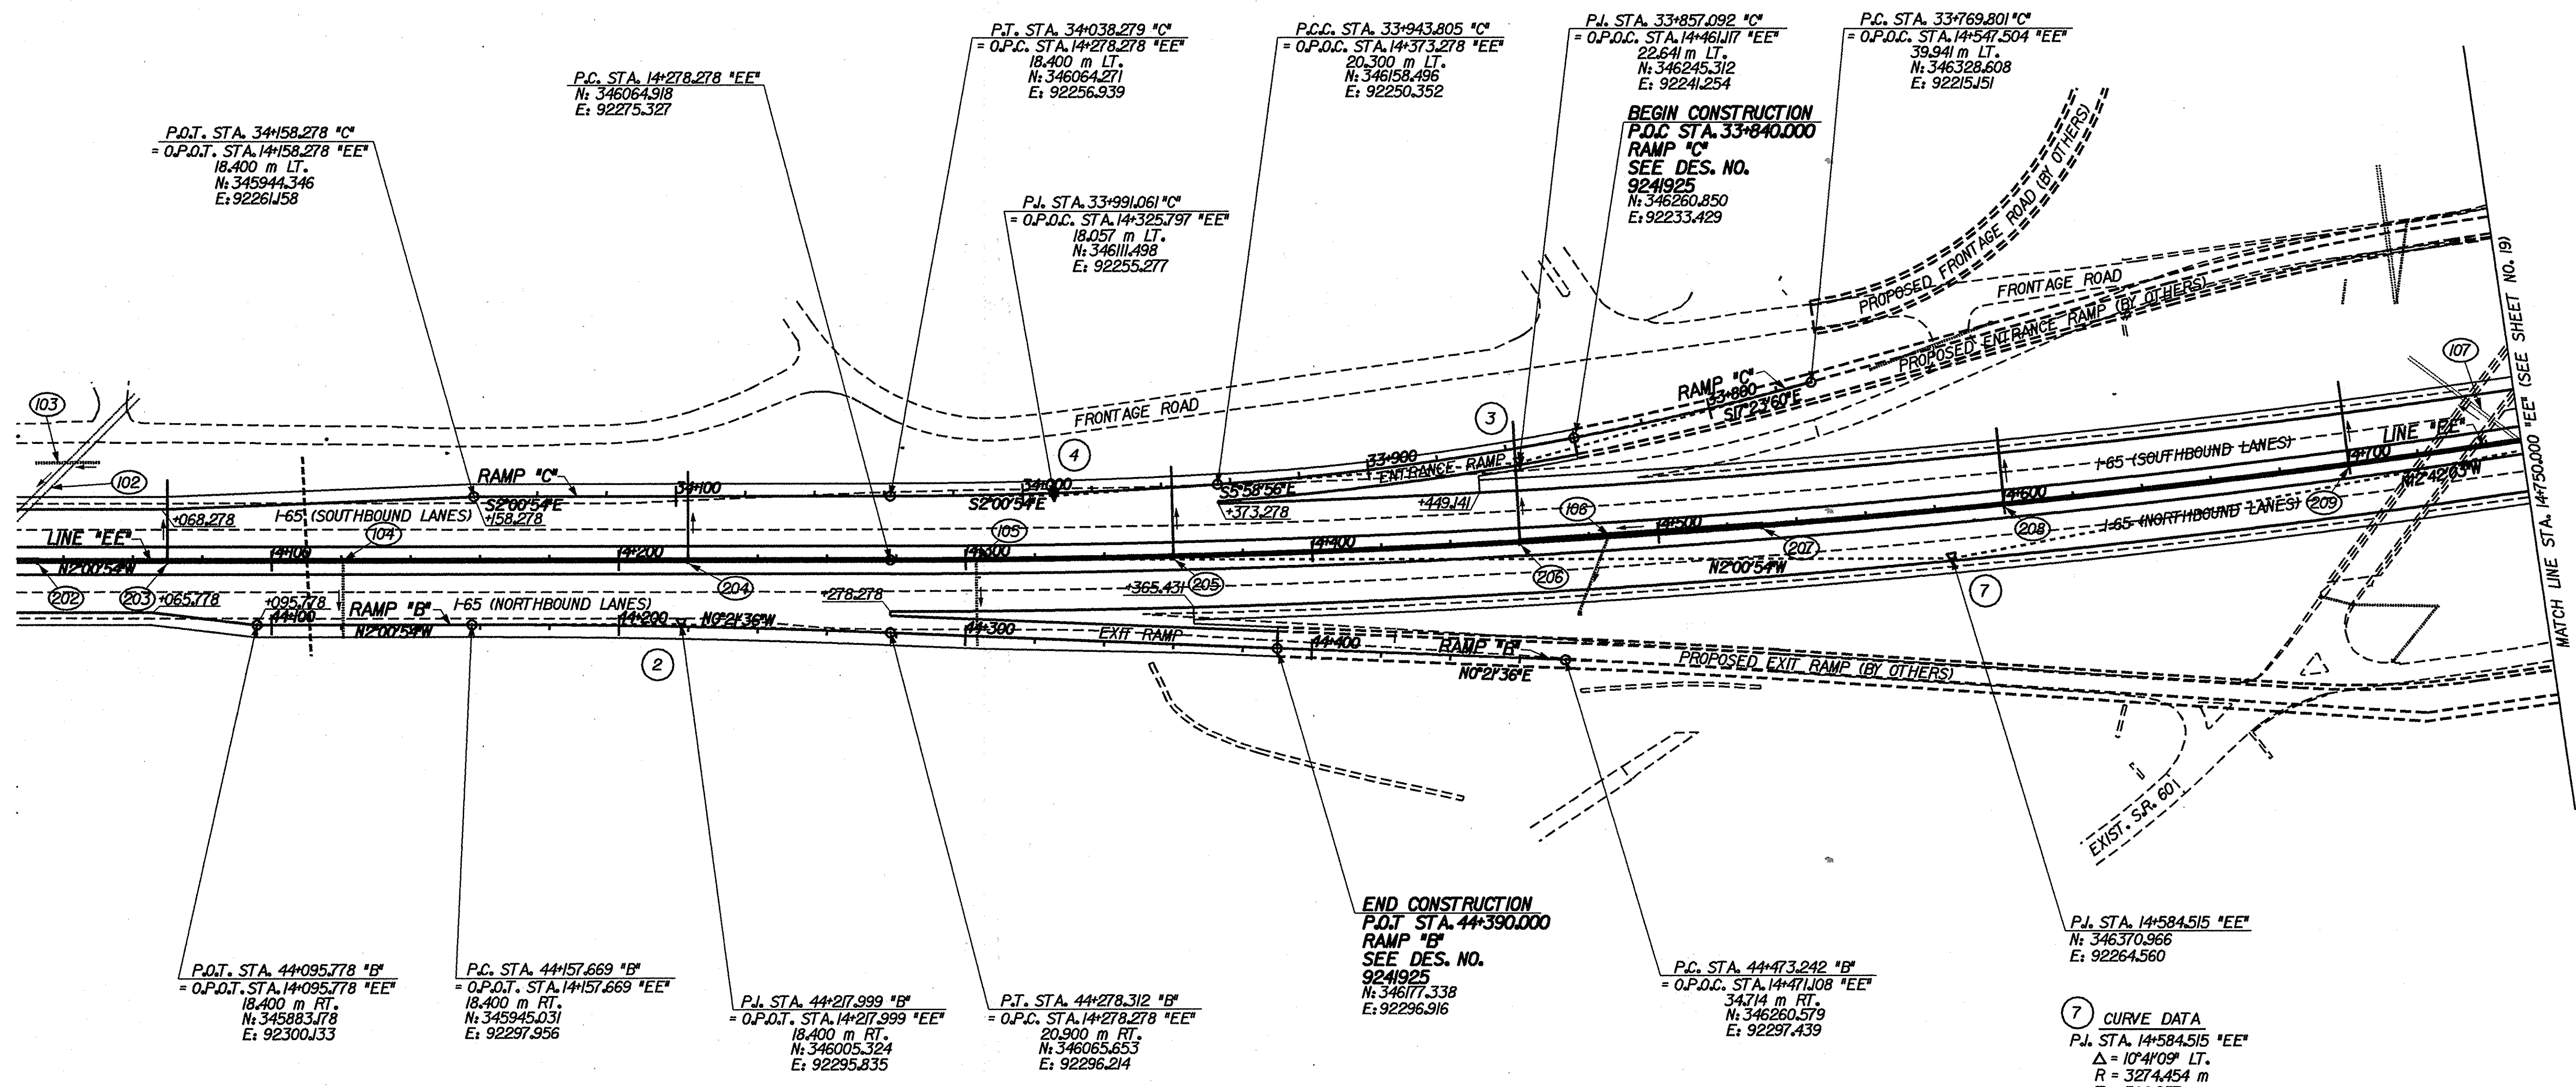 P.T. STA. 34+038.279 "C"
= O.P.C. STA. 14+278.278 "EE"
18.400 m LT.
N: 346064.271
E: 92256.939
P.C.C. STA. 33+943.805 "C"
= O.P.O.C. STA. 14+373.278 "EE"
20.300 m LT.
N: 346158.496
E: 92250.352
P.I. STA. 33+857.092 "C"
= O.P.O.C. STA. 14+461.117 "EE"
22.641 m LT.
N: 346245.312
E: 92241.254
P.C. STA. 33+769.801 "C"
= O.P.O.C. STA. 14+547.504 "EE"
39.941 m LT.
N: 346328.608
E: 92215.151
P.C. STA. 14+278.278 "EE"
N: 346064.918
E: 92275.327
BEGIN CONSTRUCTION
P.O.C STA. 33+840.000
RAMP "C"
SEE DES. NO.
9241925
N: 346260.850
E: 92233.429
P.O.T. STA. 34+158.278 "C"
= O.P.O.T. STA. 14+158.278 "EE"
18.400 m LT.
N: 345944.346
E: 92261.158
P.I. STA. 33+991.061 "C"
= O.P.O.C. STA. 14+325.797 "EE"
18.057 m LT.
N: 346111.498
E: 92255.277
PROPOSED FRONTAGE ROAD (BY OTHERS)
FRONTAGE ROAD
PROPOSED ENTRANCE RAMP (BY OTHERS)
MATCH LINE STA. 14+750.000 "EE" (SEE SHEET NO. 19)
107
103
102
FRONTAGE ROAD
3
4
RAMP "C"
33+800
S17°23'60"E
33+900
ENTRANCE RAMP
RAMP "C"
34+100
34+000
S2°00'54"E
S2°00'54"E
S5°58'56"E
+068.278
I-65 (SOUTHBOUND LANES)
+158.278
+373.278
+449.141
I-65 (SOUTHBOUND LANES)
LINE "EE"
14+700
N12°42'03"W
LINE "EE"
14+100
104
14+200
105
14+300
14+400
106
14+500
14+600
N2°00'54"W
N2°00'54"W
202
203
204
205
206
207
208
209
I-65 (NORTHBOUND LANES)
+065.778
+095.778
44+100
RAMP "B"
I-65 (NORTHBOUND LANES)
N2°00'54"W
44+200
N0°21'36"W
+278.278
+365.431
44+300
EXIT RAMP
44+400
RAMP "B"
N0°21'36"E
2
7
PROPOSED EXIT RAMP (BY OTHERS)
EXIST. S.R. 60
END CONSTRUCTION
P.O.T STA. 44+390.000
RAMP "B"
SEE DES. NO.
9241925
N: 346177.338
E: 92296.916
P.I. STA. 14+584.515 "EE"
N: 346370.966
E: 92264.560
P.O.T. STA. 44+095.778 "B"
= O.P.O.T. STA. 14+095.778 "EE"
18.400 m RT.
N: 345883.178
E: 92300.133
P.C. STA. 44+157.669 "B"
= O.P.O.T. STA. 14+157.669 "EE"
18.400 m RT.
N: 345945.031
E: 92297.956
P.I. STA. 44+217.999 "B"
= O.P.O.T. STA. 14+217.999 "EE"
18.400 m RT.
N: 346005.324
E: 92295.835
P.T. STA. 44+278.312 "B"
= O.P.C. STA. 14+278.278 "EE"
20.900 m RT.
N: 346065.653
E: 92296.214
P.C. STA. 44+473.242 "B"
= O.P.O.C. STA. 14+471.108 "EE"
34.714 m RT.
N: 346260.579
E: 92297.439
7 CURVE DATA
P.I. STA. 14+584.515 "EE"
Δ = 10°41'09" LT.
R = 3274.454 m